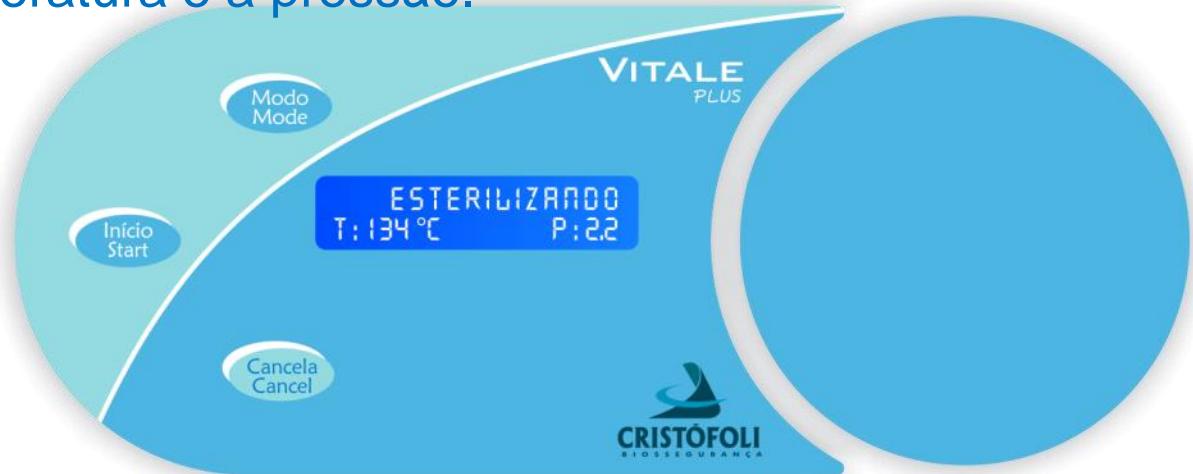 eratura e a pressão.
VITALE
PLUS
Modo
Mode
ESTERILIZANDO
T:134°C P:2.2
Início
Start
Cancela
Cancel
CRISTÓFOLI
BIOSSEGURANÇA